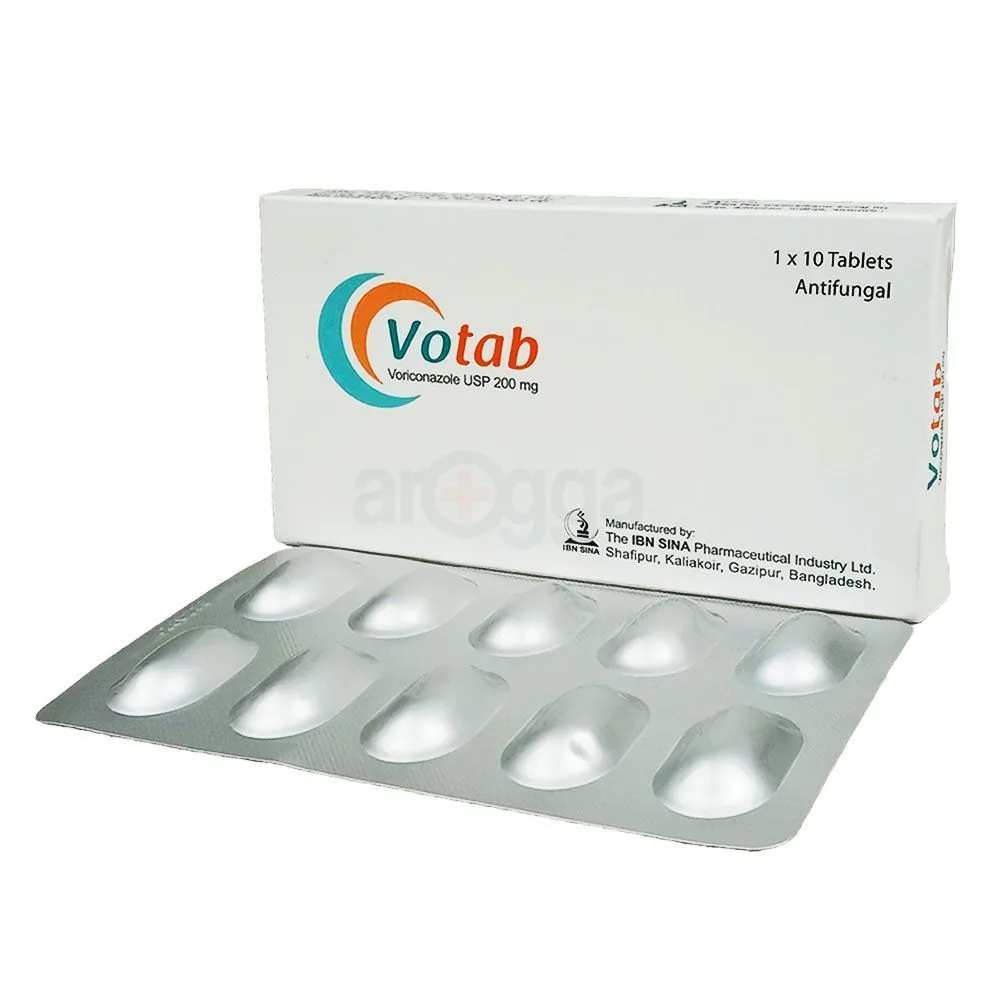 1 x 10 Tablets
Antifungal
Votab
Voriconazole USP 200 mg
arogga
Manufactured by:
The IBN SINA Pharmaceutical Industry Ltd.
Shafipur, Kaliakoir, Gazipur, Bangladesh.
IBN SINA
Votab